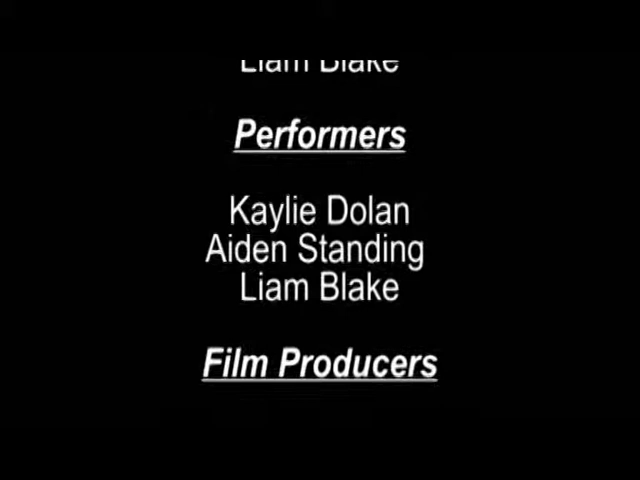 Liam Blake
Performers
Kaylie Dolan
Aiden Standing
Liam Blake
Film Producers